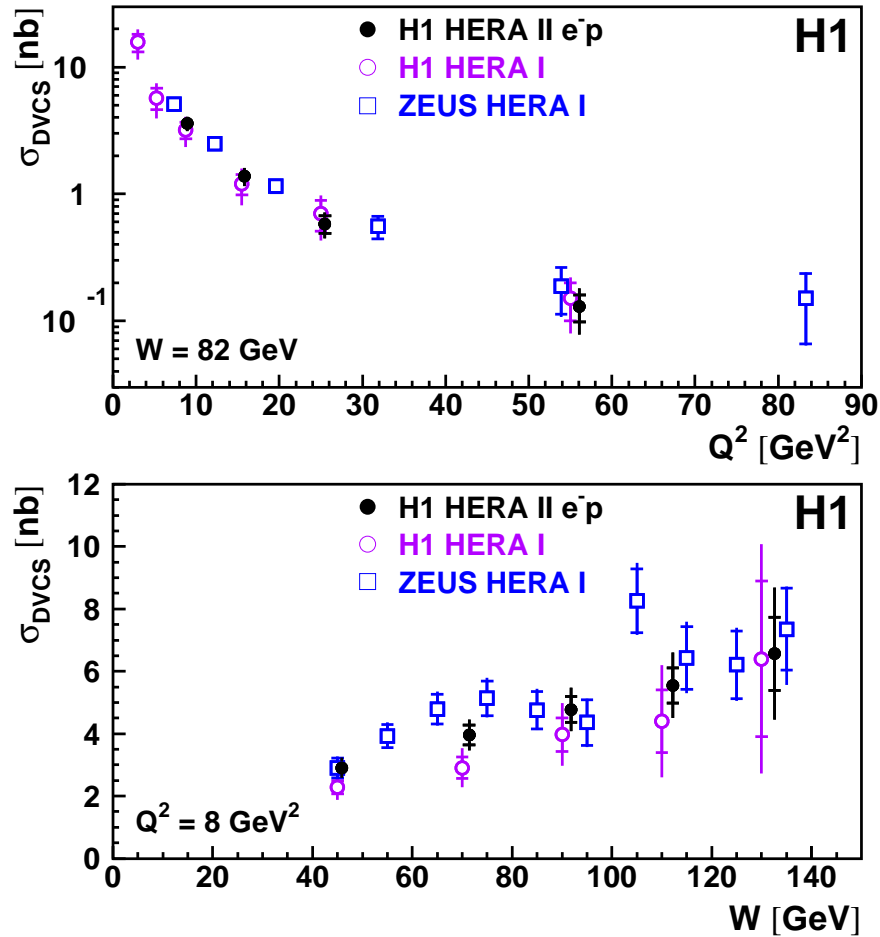 σDVCS [nb]
H1 HERA II e⁻p
H1 HERA I
ZEUS HERA I
H1
10
1
10⁻¹
W = 82 GeV
0 10 20 30 40 50 60 70 80 90
Q² [GeV²]
σDVCS [nb]
H1 HERA II e⁻p
H1 HERA I
ZEUS HERA I
H1
12
10
8
6
4
2
0
Q² = 8 GeV²
0 20 40 60 80 100 120 140
W [GeV]